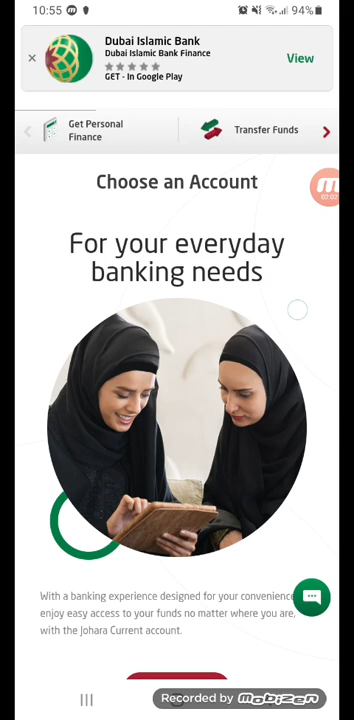 10:55
94%
Dubai Islamic Bank
Dubai Islamic Bank Finance
GET - In Google Play
View
Get Personal
Finance
Transfer Funds
Choose an Account
For your everyday
banking needs
With a banking experience designed for your convenience
enjoy easy access to your funds no matter where you are,
with the Johara Current account.
Recorded by mobizen